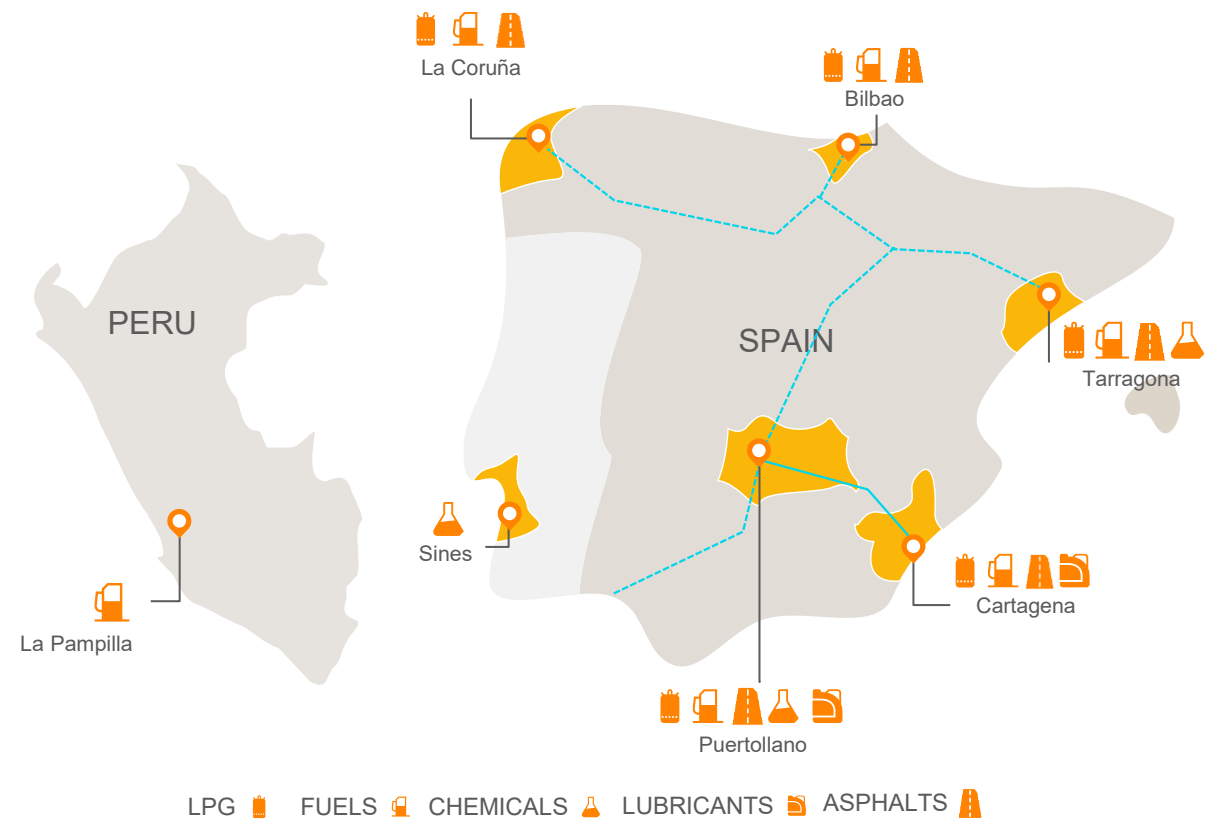 La Coruña
Bilbao
PERU
SPAIN
Tarragona
Sines
Cartagena
La Pampilla
Puertollano
LPG FUELS CHEMICALS LUBRICANTS ASPHALTS